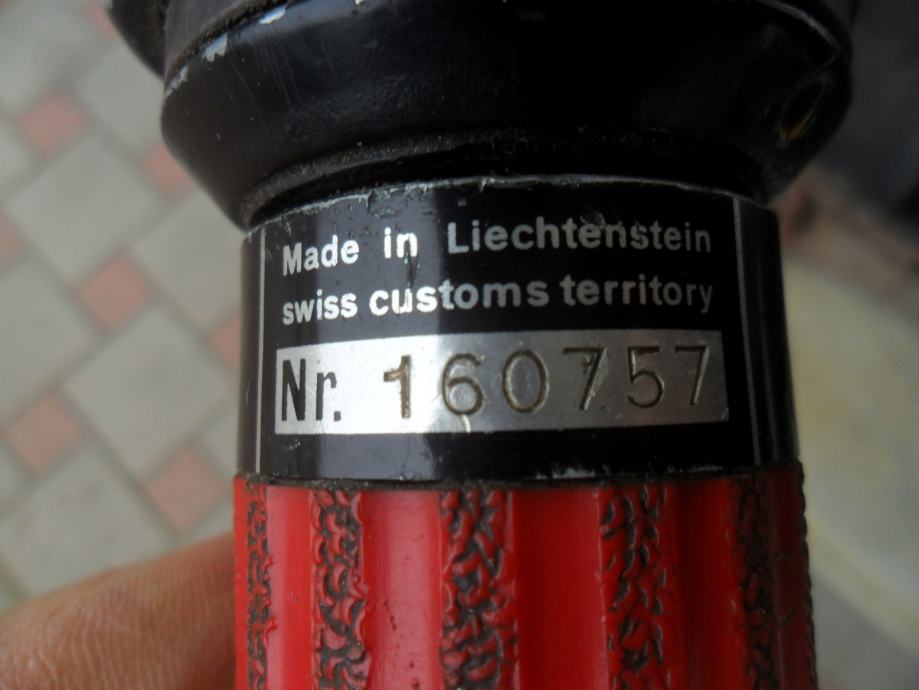 Made in Liechtenstein
swiss customs territory
Nr. 160757